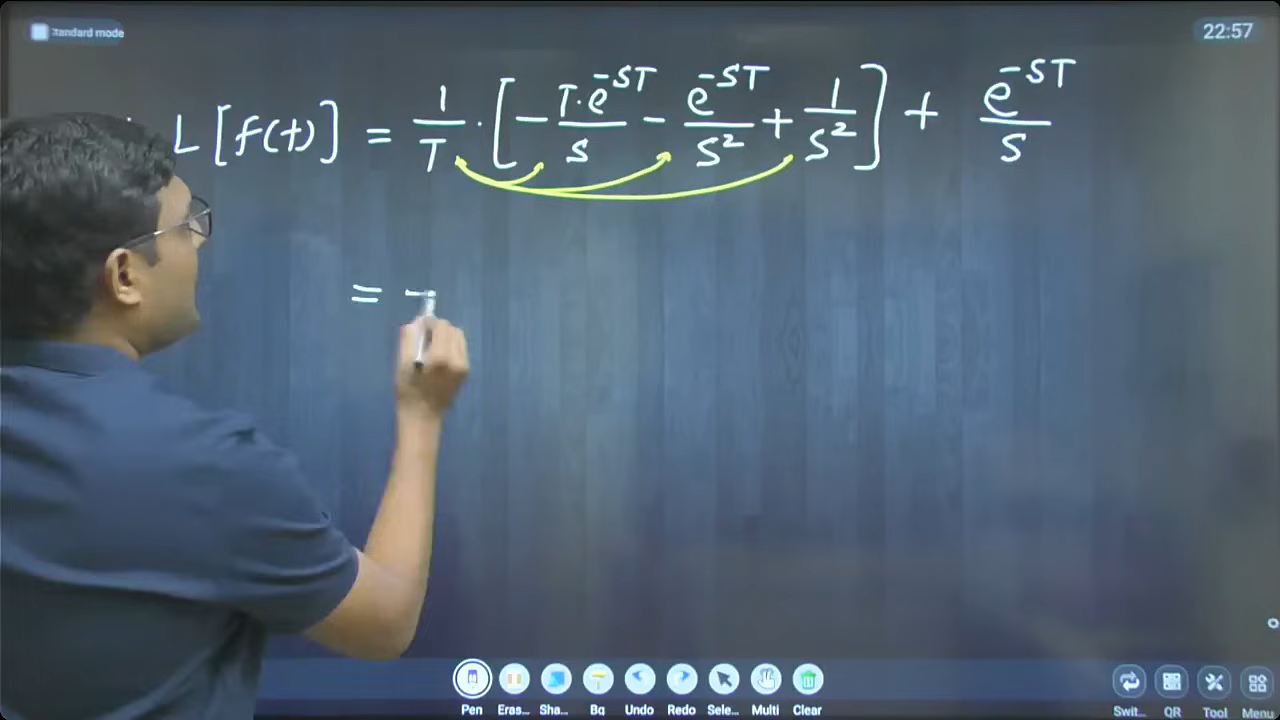 Standard mode
22:57
L[f(t)] = 1/T · [ - T·e^-ST/s - e^-ST/s² + 1/s² ] + e^-ST/s
= -
Pen Eras... Sha... Bg Undo Redo Sele... Multi Clear Swit... QR Tool Menu